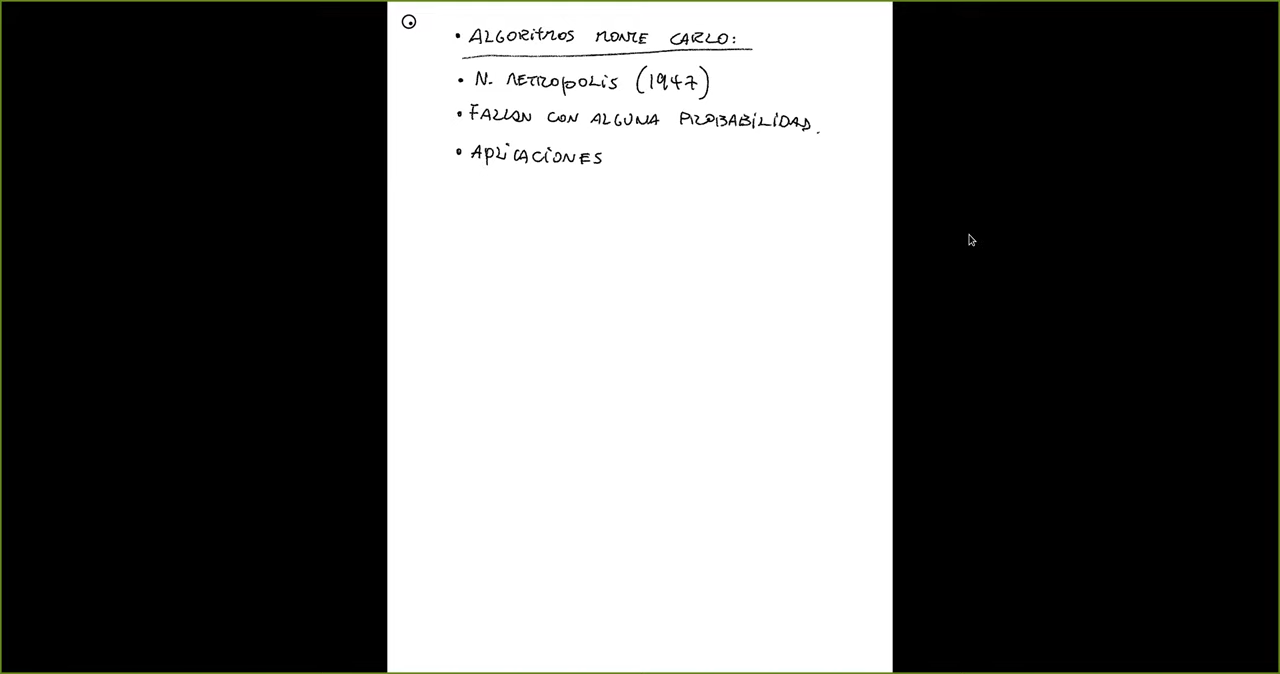 • ALGORITMOS MONTE CARLO:
• N. METROPOLIS (1947)
• FALLAN CON ALGUNA PROBABILIDAD.
• APLICACIONES